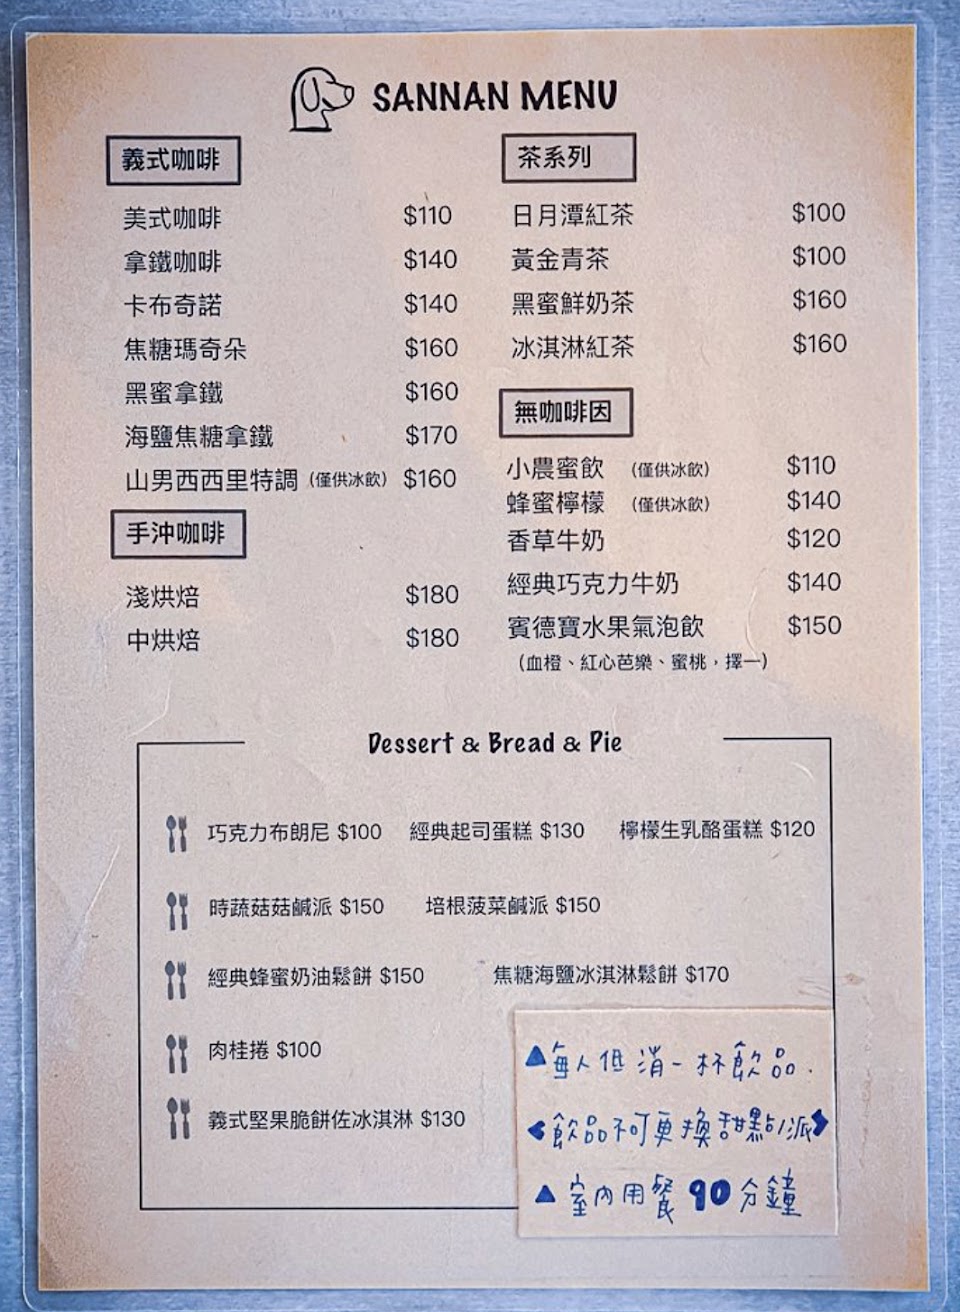 SANNAN MENU
義式咖啡
美式咖啡 $110
拿鐵咖啡 $140
卡布奇諾 $140
焦糖瑪奇朵 $160
黑蜜拿鐵 $160
海鹽焦糖拿鐵 $170
山男西西里特調 (僅供冰飲) $160
手沖咖啡
淺烘焙 $180
中烘焙 $180
茶系列
日月潭紅茶 $100
黃金青茶 $100
黑蜜鮮奶茶 $160
冰淇淋紅茶 $160
無咖啡因
小農蜜飲 (僅供冰飲) $110
蜂蜜檸檬 (僅供冰飲) $140
香草牛奶 $120
經典巧克力牛奶 $140
賓德寶水果氣泡飲 $150
(血橙、紅心芭樂、蜜桃，擇一)
Dessert & Bread & Pie
巧克力布朗尼 $100 經典起司蛋糕 $130 檸檬生乳酪蛋糕 $120
時蔬菇菇鹹派 $150 培根菠菜鹹派 $150
經典蜂蜜奶油鬆餅 $150 焦糖海鹽冰淇淋鬆餅 $170
肉桂捲 $100
義式堅果脆餅佐冰淇淋 $130
▲每人低消一杯飲品.
飲品不可更換甜點/派
▲室內用餐90分鐘